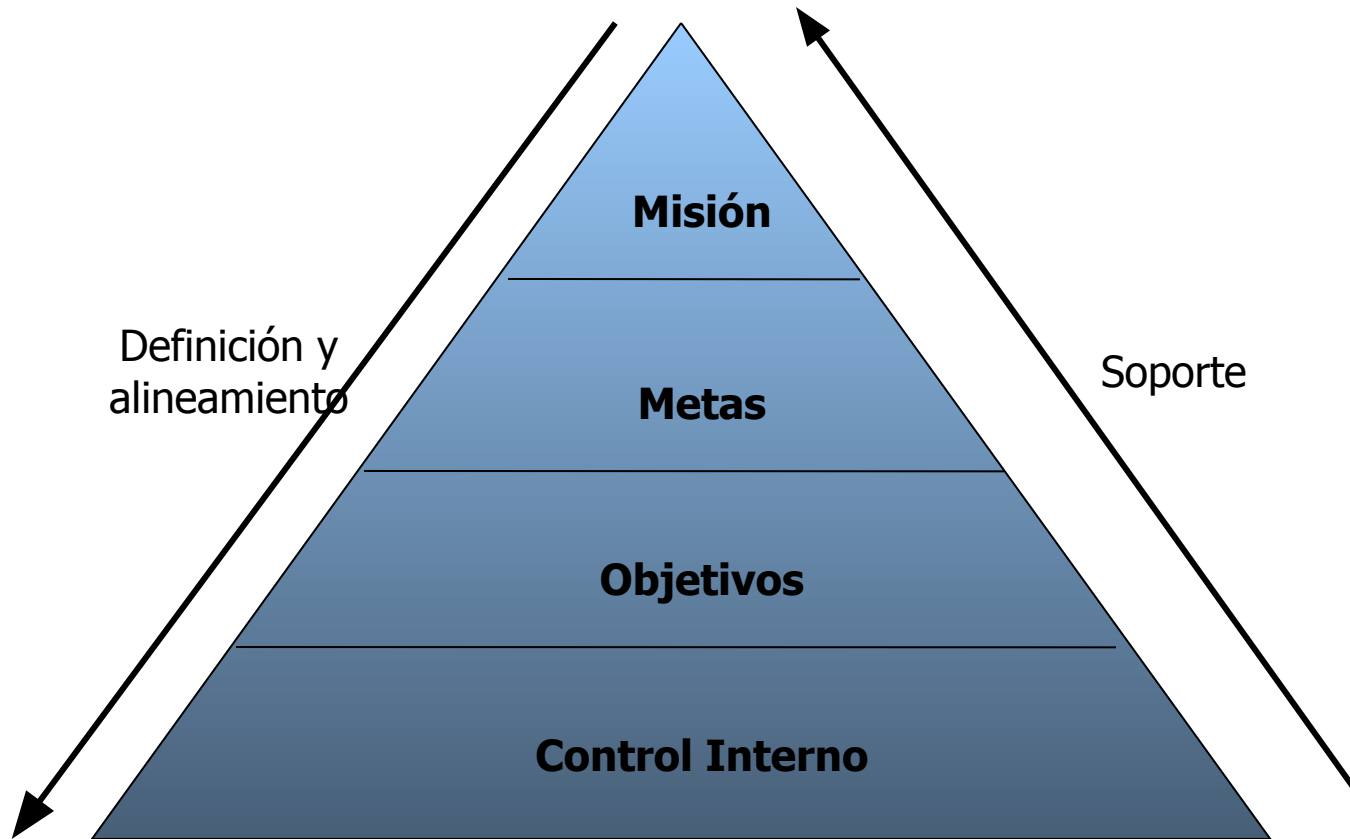 Misión
Definición y
alineamiento
Metas
Soporte
Objetivos
Control Interno